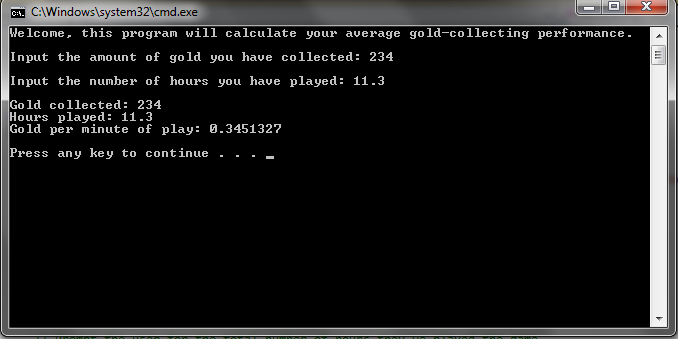 C:\Windows\system32\cmd.exe
Welcome, this program will calculate your average gold-collecting performance.
Input the amount of gold you have collected: 234
Input the number of hours you have played: 11.3
Gold collected: 234
Hours played: 11.3
Gold per minute of play: 0.3451327
Press any key to continue . . .